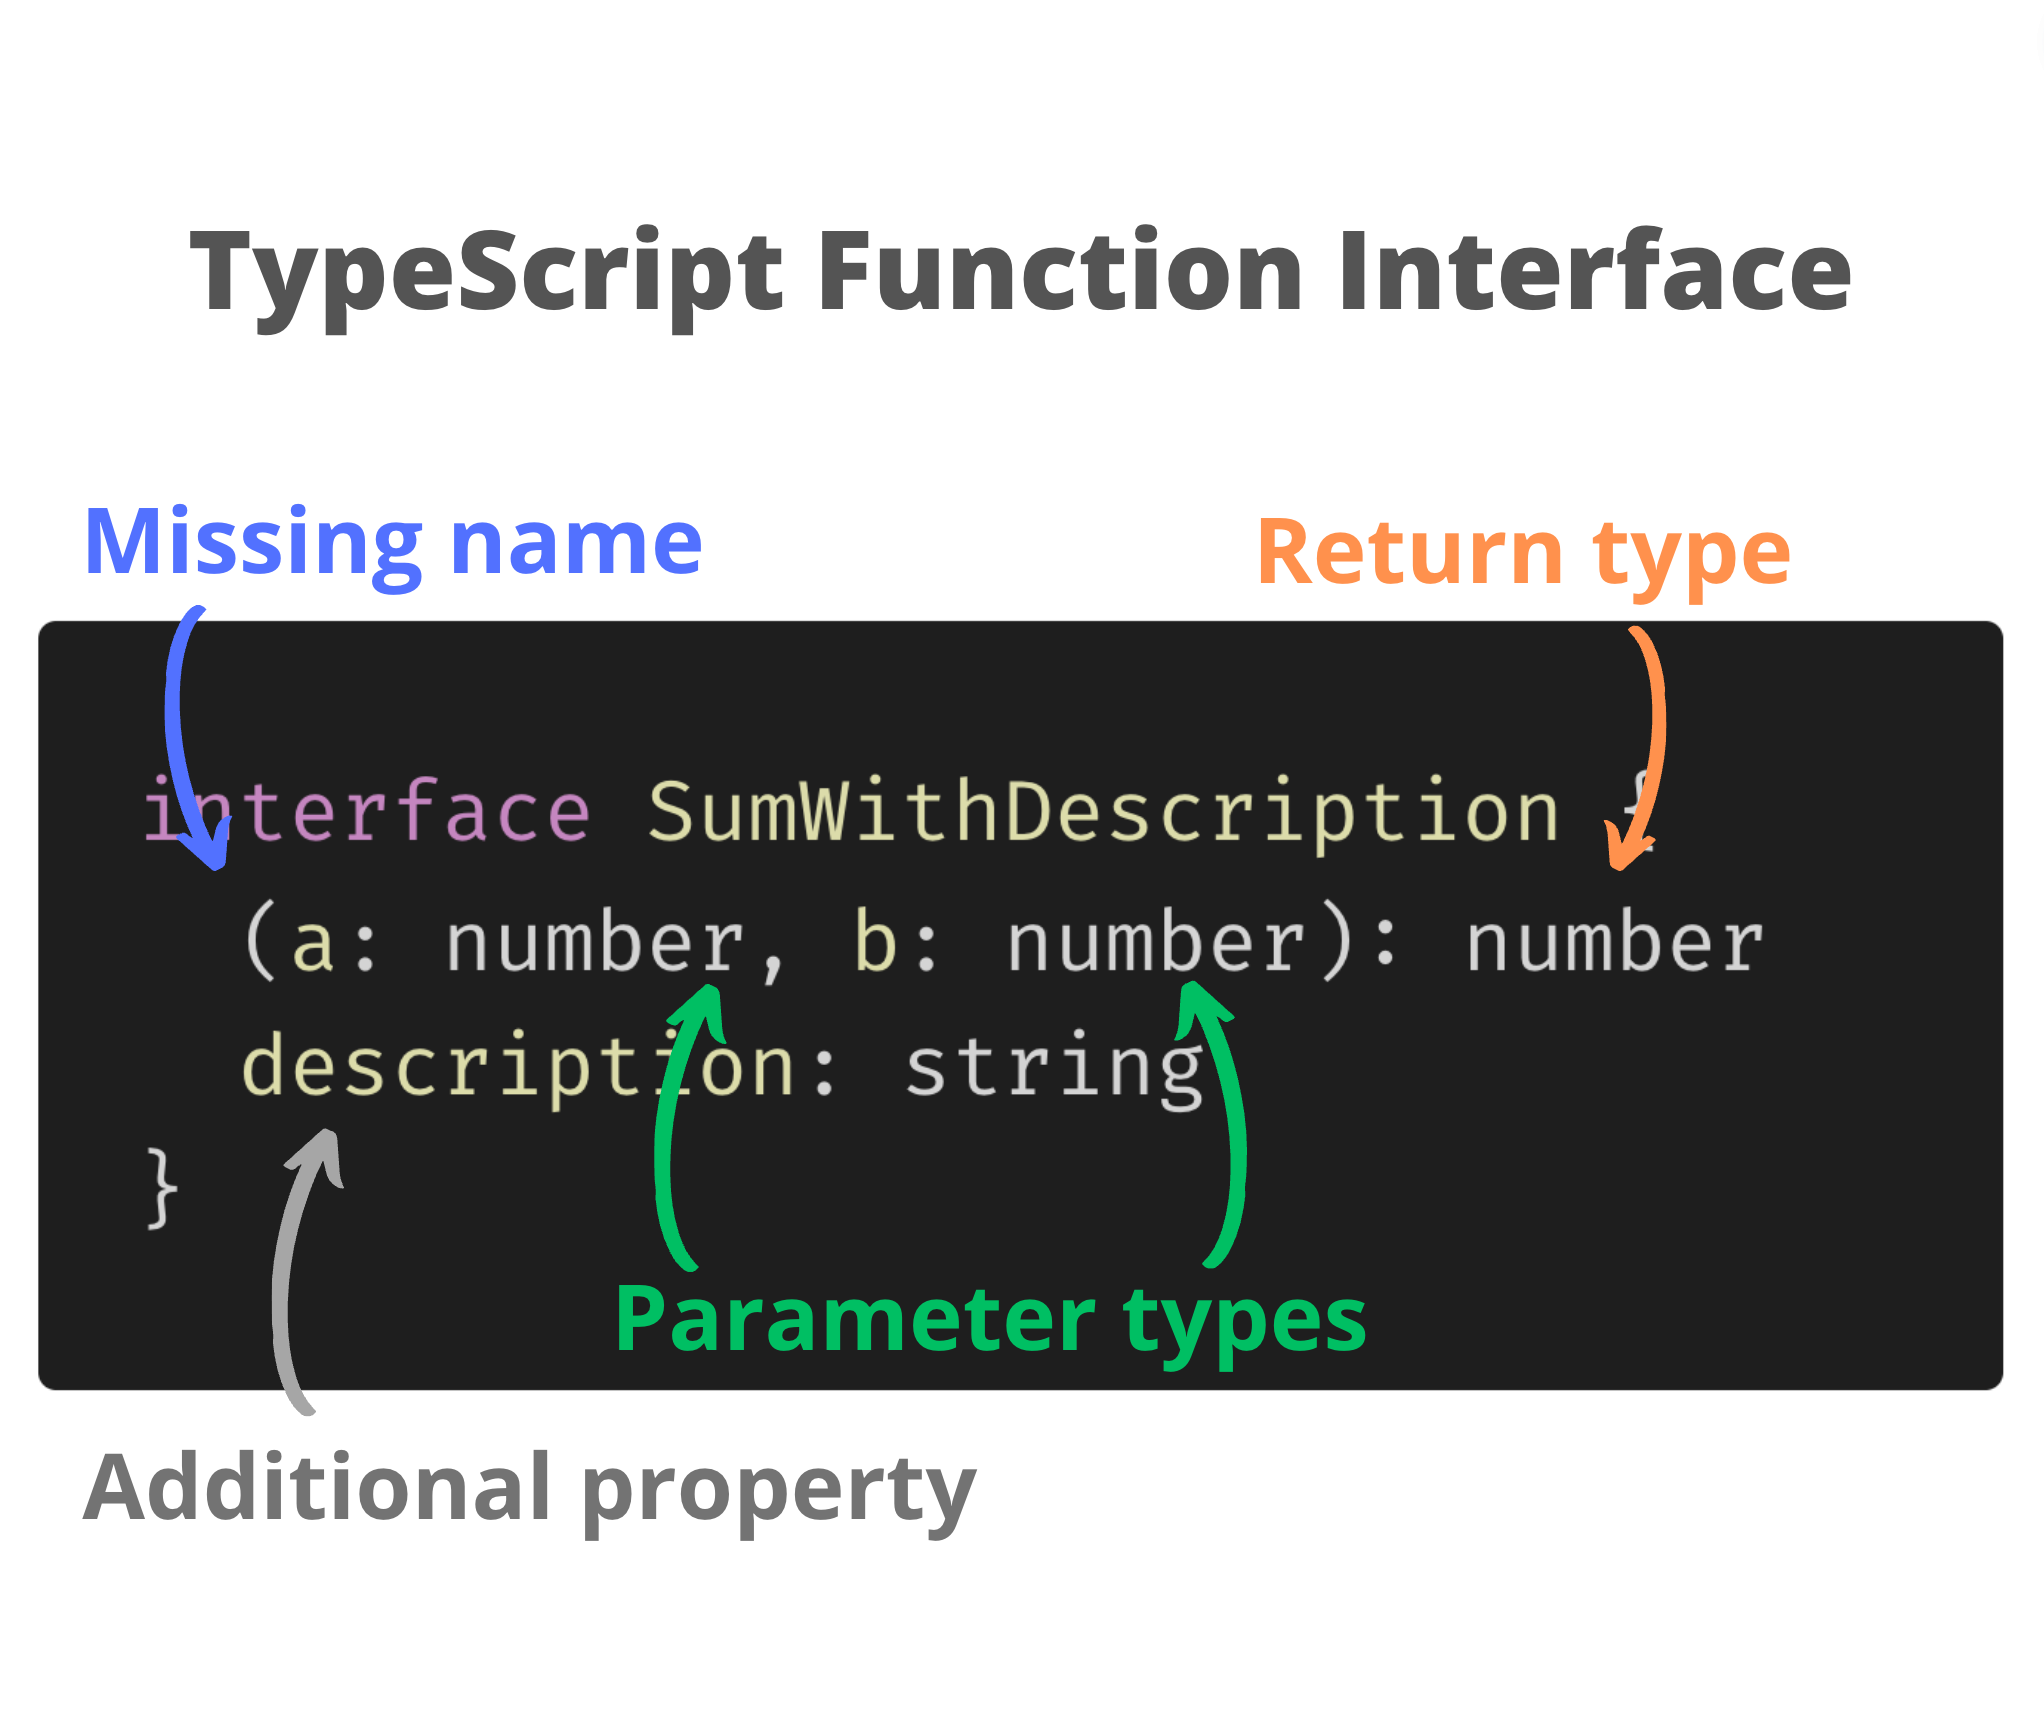 TypeScript Function Interface
Missing name
Return type
interface SumWithDescription {
(a: number, b: number): number
description: string
}
Parameter types
Additional property